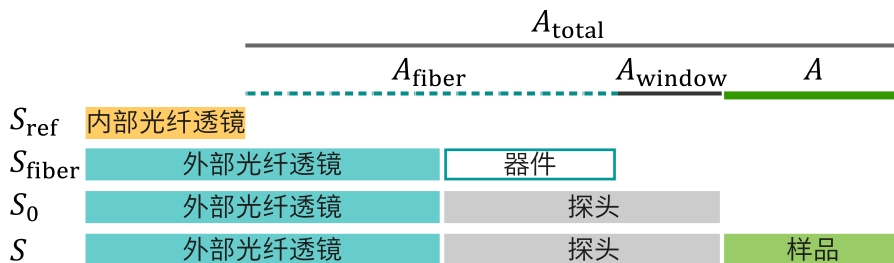 A_total
A_fiber A_window A
S_ref 内部光纤透镜
S_fiber 外部光纤透镜 器件
S_0 外部光纤透镜 探头
S 外部光纤透镜 探头 样品